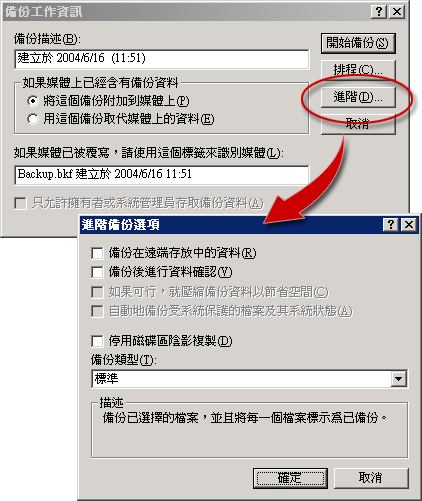 備份工作資訊
備份描述(E):
建立於 2004/6/16  (11:51)
開始備份(S)
如果媒體上已經含有備份資料
將這個備份附加到媒體上(P)
用這個備份取代媒體上的資料(E)
排程(C)...
進階(D)...
取消
如果媒體已被覆寫，請使用這個標籤來識別媒體(L):
Backup.bkf 建立於 2004/6/16 11:51
只允許擁有者或系統管理員存取備份資料(A)
進階備份選項
備份在遠端存放中的資料(R)
備份後進行資料確認(V)
如果可行，就壓縮備份資料以節省空間(C)
自動地備份受系統保護的檔案及其系統狀態(A)
停用磁碟區陰影複製(D)
備份類型(T):
標準
描述
備份已選擇的檔案，並且將每一個檔案標示為已備份。
確定
取消